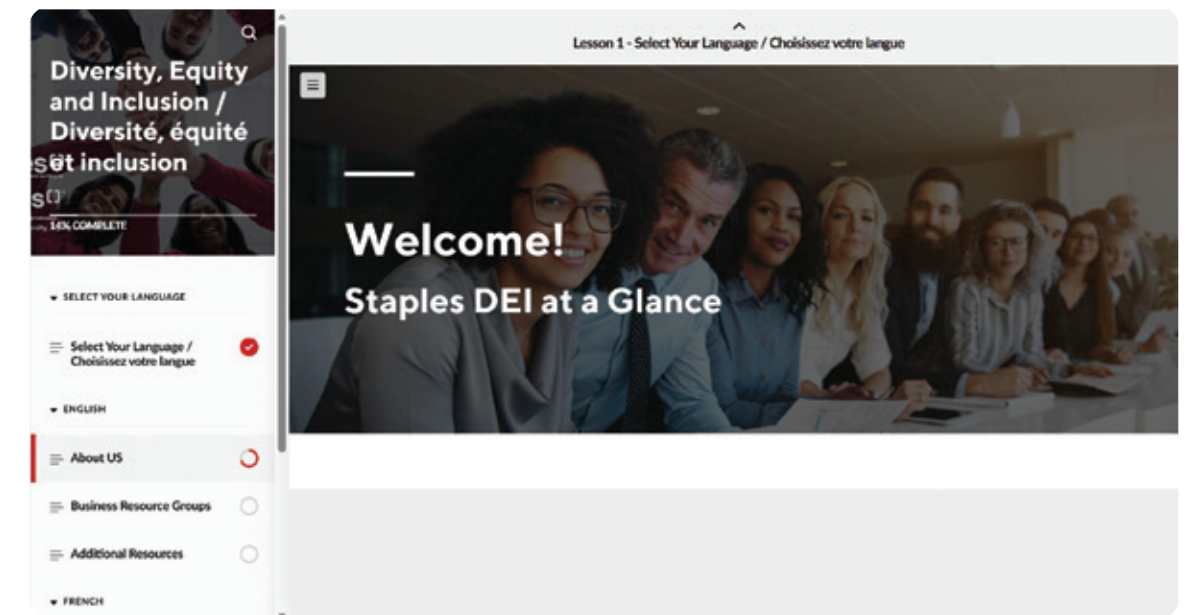 Diversity, Equity
and Inclusion /
Diversité, équité
et inclusion
14% COMPLETE
SELECT YOUR LANGUAGE
Select Your Language /
Choisissez votre langue
ENGLISH
About US
Business Resource Groups
Additional Resources
FRENCH
Lesson 1 - Select Your Language / Choisissez votre langue
Welcome!
Staples DEI at a Glance